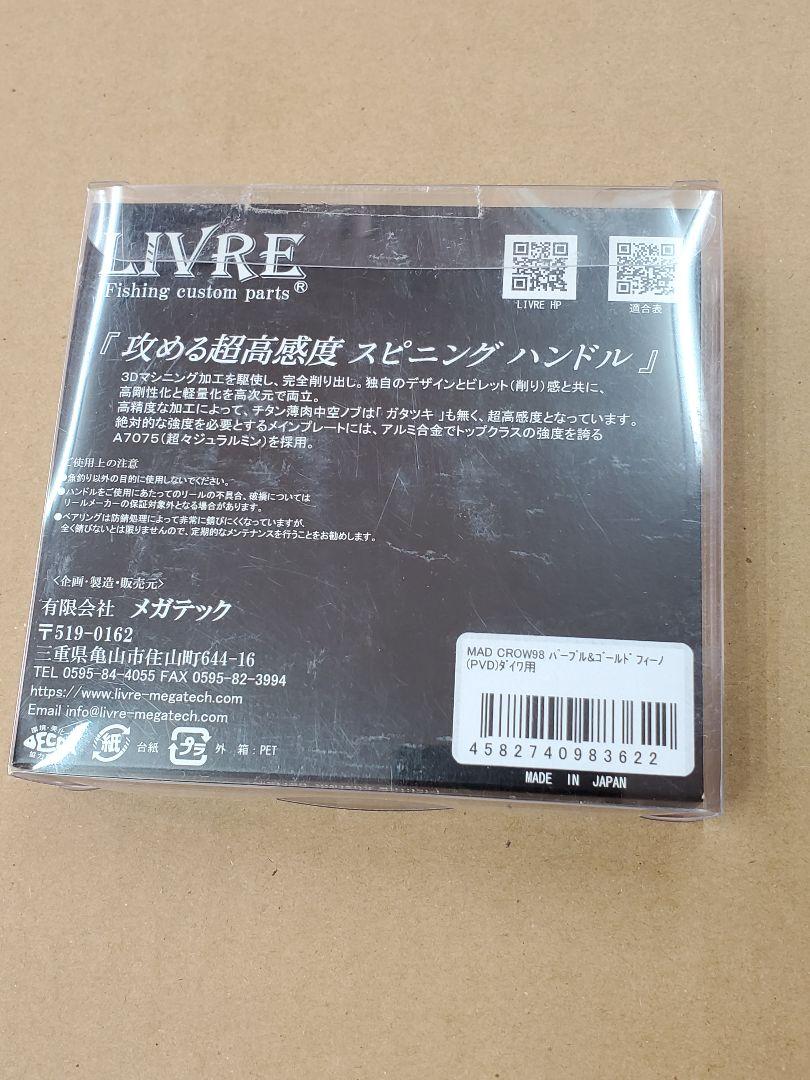 LIVRE
Fishing custom parts®
LIVRE HP
適合表
『 攻める超高感度 スピニング ハンドル 』
3Dマシニング加工を駆使し、完全削り出し。独自のデザインとビレット(削り)感と共に、
高剛性化と軽量化を高次元で両立。
高精度な加工によって、チタン薄肉中空ノブは「ガタツキ」も無く、超高感度となっています。
絶対的な強度を必要とするメインプレートには、アルミ合金でトップクラスの強度を誇る
A7075(超々ジュラルミン)を採用。
ご使用上の注意
●魚釣り以外の目的に使用しないでください。
●ハンドルをご使用にあたってのリールの不具合、破損については
リールメーカーの保証対象外となる場合があります。
●ベアリングは防錆処理によって非常に錆びにくくなっていますが、
全く錆びないとは限りませんので、定期的なメンテナンスを行うことをお勧めします。
<企画・製造・販売元>
有限会社 メガテック
〒519-0162
三重県亀山市住山町644-16
TEL 0595-84-4055 FAX 0595-82-3994
https://www.livre-megatech.com/
Email info@livre-megatech.com
紙 台紙 プラ 外 箱:PET
MAD CROW98 パープル&ゴールド フィーノ
(PVD)ダイワ用
4582740983622
MADE IN JAPAN